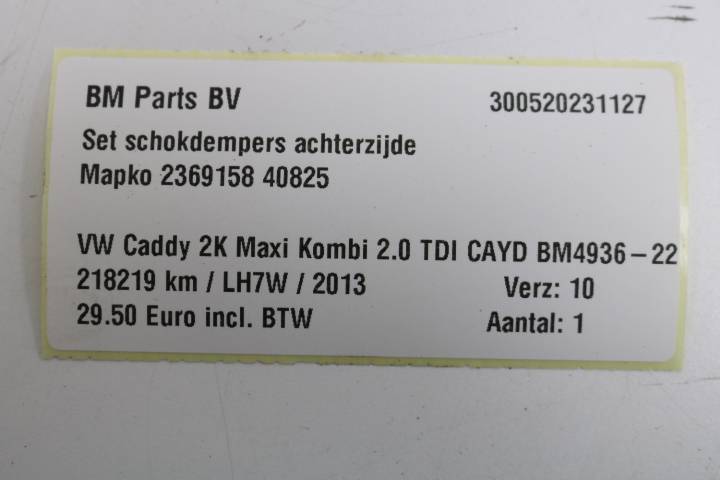 BM Parts BV 300520231127
Set schokdempers achterzijde
Mapko 2369158 40825
VW Caddy 2K Maxi Kombi 2.0 TDI CAYD BM4936-22
218219 km / LH7W / 2013 Verz: 10
29.50 Euro incl. BTW Aantal: 1